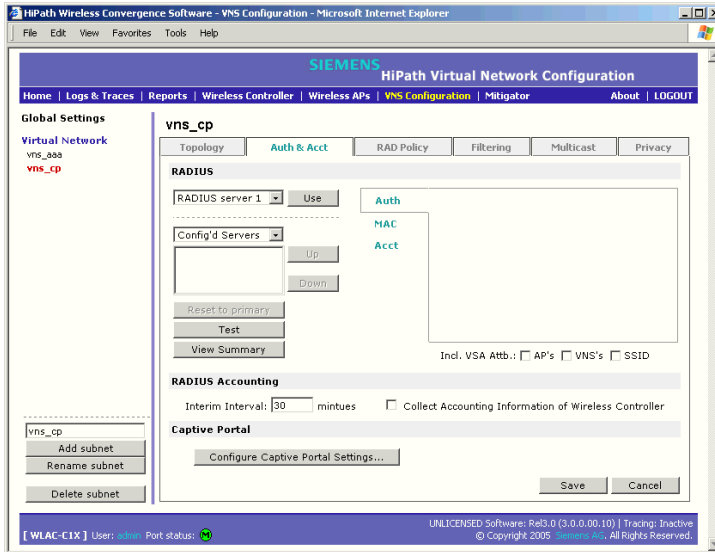 HiPath Wireless Convergence Software - VNS Configuration - Microsoft Internet Explorer
File Edit View Favorites Tools Help
SIEMENS
HiPath Virtual Network Configuration
Home | Logs & Traces | Reports | Wireless Controller | Wireless APs | VNS Configuration | Mitigator About | LOGOUT
Global Settings
Virtual Network
vns_aaa
vns_cp
vns_cp
Topology Auth & Acct RAD Policy Filtering Multicast Privacy
RADIUS
RADIUS server 1 Use
Auth
MAC
Acct
Config'd Servers
Up
Down
Reset to primary
Test
View Summary
Incl. VSA Attb.: AP's VNS's SSID
RADIUS Accounting
Interim Interval: 30 mintues Collect Accounting Information of Wireless Controller
Captive Portal
Configure Captive Portal Settings...
Save Cancel
vns_cp
Add subnet
Rename subnet
Delete subnet
UNLICENSED Software: Rel3.0 (3.0.0.00.10) | Tracing: Inactive
[ WLAC-C1X ] User: admin Port status: M © Copyright 2005 Siemens AG. All Rights Reserved.